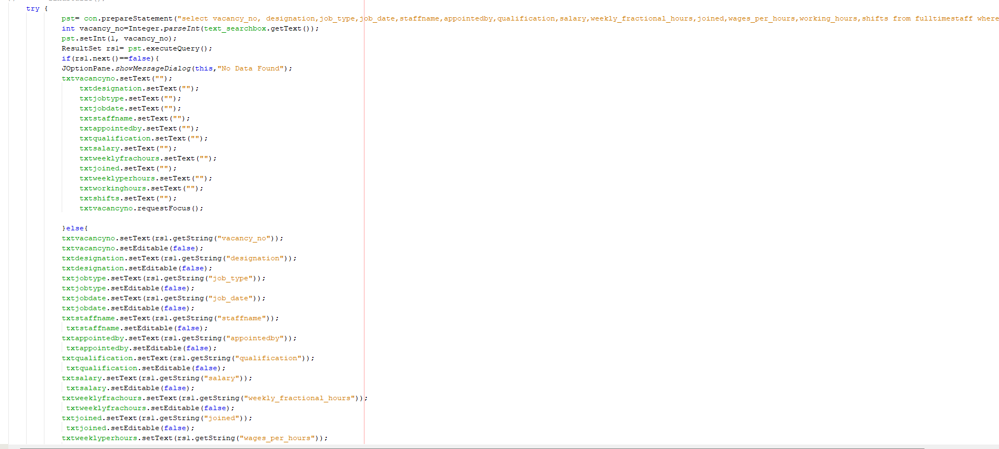 try {
pst= con.prepareStatement("select vacancy_no, designation,job_type,job_date,staffname,appointedby,qualification,salary,weekly_fractional_hours,joined,wages_per_hours,working_hours,shifts from fulltimestaff where
int vacancy_no=Integer.parseInt(text_searchbox.getText());
pst.setInt(1, vacancy_no);
ResultSet rs1= pst.executeQuery();
if(rs1.next()==false){
JOptionPane.showMessageDialog(this,"No Data Found");
txtvacancyno.setText("");
txtdesignation.setText("");
txtjobtype.setText("");
txtjobdate.setText("");
txtstaffname.setText("");
txtappointedby.setText("");
txtqualification.setText("");
txtsalary.setText("");
txtweeklyfrachours.setText("");
txtjoined.setText("");
txtweeklyperhours.setText("");
txtworkinghours.setText("");
txtshifts.setText("");
txtvacancyno.requestFocus();
}else{
txtvacancyno.setText(rs1.getString("vacancy_no"));
txtvacancyno.setEditable(false);
txtdesignation.setText(rs1.getString("designation"));
txtdesignation.setEditable(false);
txtjobtype.setText(rs1.getString("job_type"));
txtjobtype.setEditable(false);
txtjobdate.setText(rs1.getString("job_date"));
txtjobdate.setEditable(false);
txtstaffname.setText(rs1.getString("staffname"));
txtstaffname.setEditable(false);
txtappointedby.setText(rs1.getString("appointedby"));
txtappointedby.setEditable(false);
txtqualification.setText(rs1.getString("qualification"));
txtqualification.setEditable(false);
txtsalary.setText(rs1.getString("salary"));
txtsalary.setEditable(false);
txtweeklyfrachours.setText(rs1.getString("weekly_fractional_hours"));
txtweeklyfrachours.setEditable(false);
txtjoined.setText(rs1.getString("joined"));
txtjoined.setEditable(false);
txtweeklyperhours.setText(rs1.getString("wages_per_hours"));